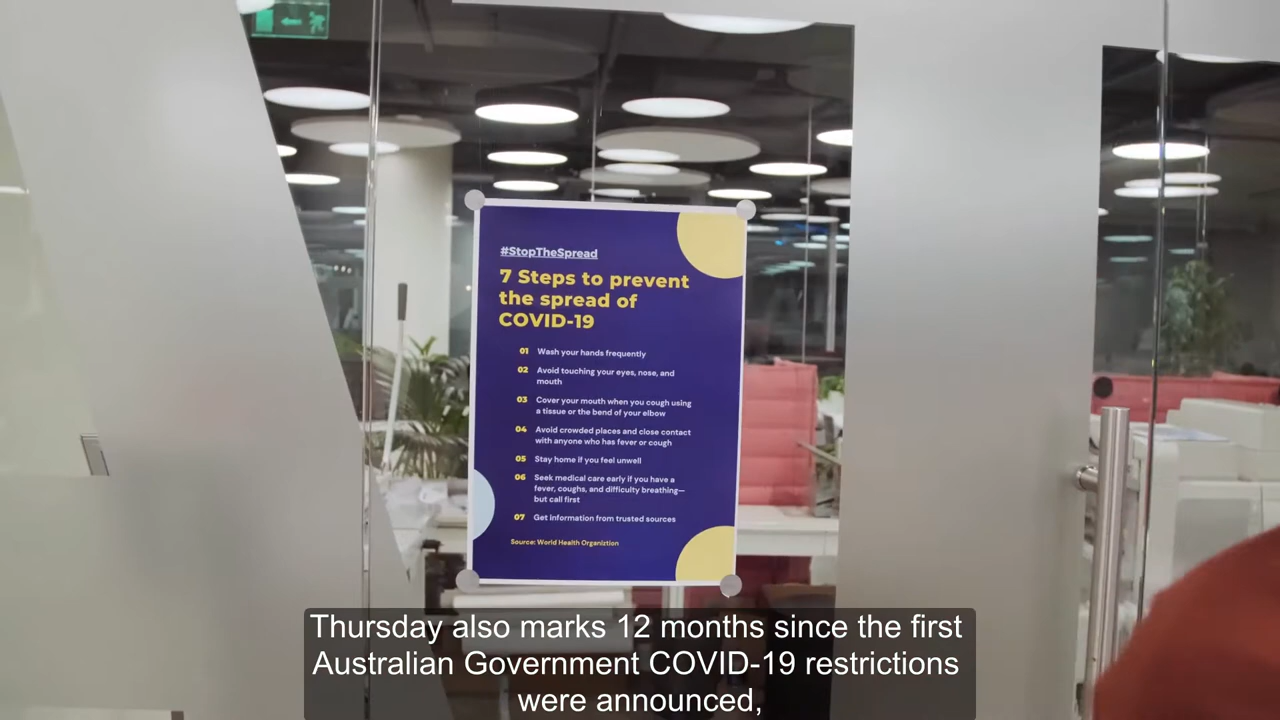 #StopTheSpread
7 Steps to prevent
the spread of
COVID-19
01 Wash your hands frequently
02 Avoid touching your eyes, nose, and
mouth
03 Cover your mouth when you cough using
a tissue or the bend of your elbow
04 Avoid crowded places and close contact
with anyone who has fever or cough
05 Stay home if you feel unwell
06 Seek medical care early if you have a
fever, coughs, and difficulty breathing—
but call first
07 Get information from trusted sources
Source: World Health Organiztion
Thursday also marks 12 months since the first
Australian Government COVID-19 restrictions
were announced,